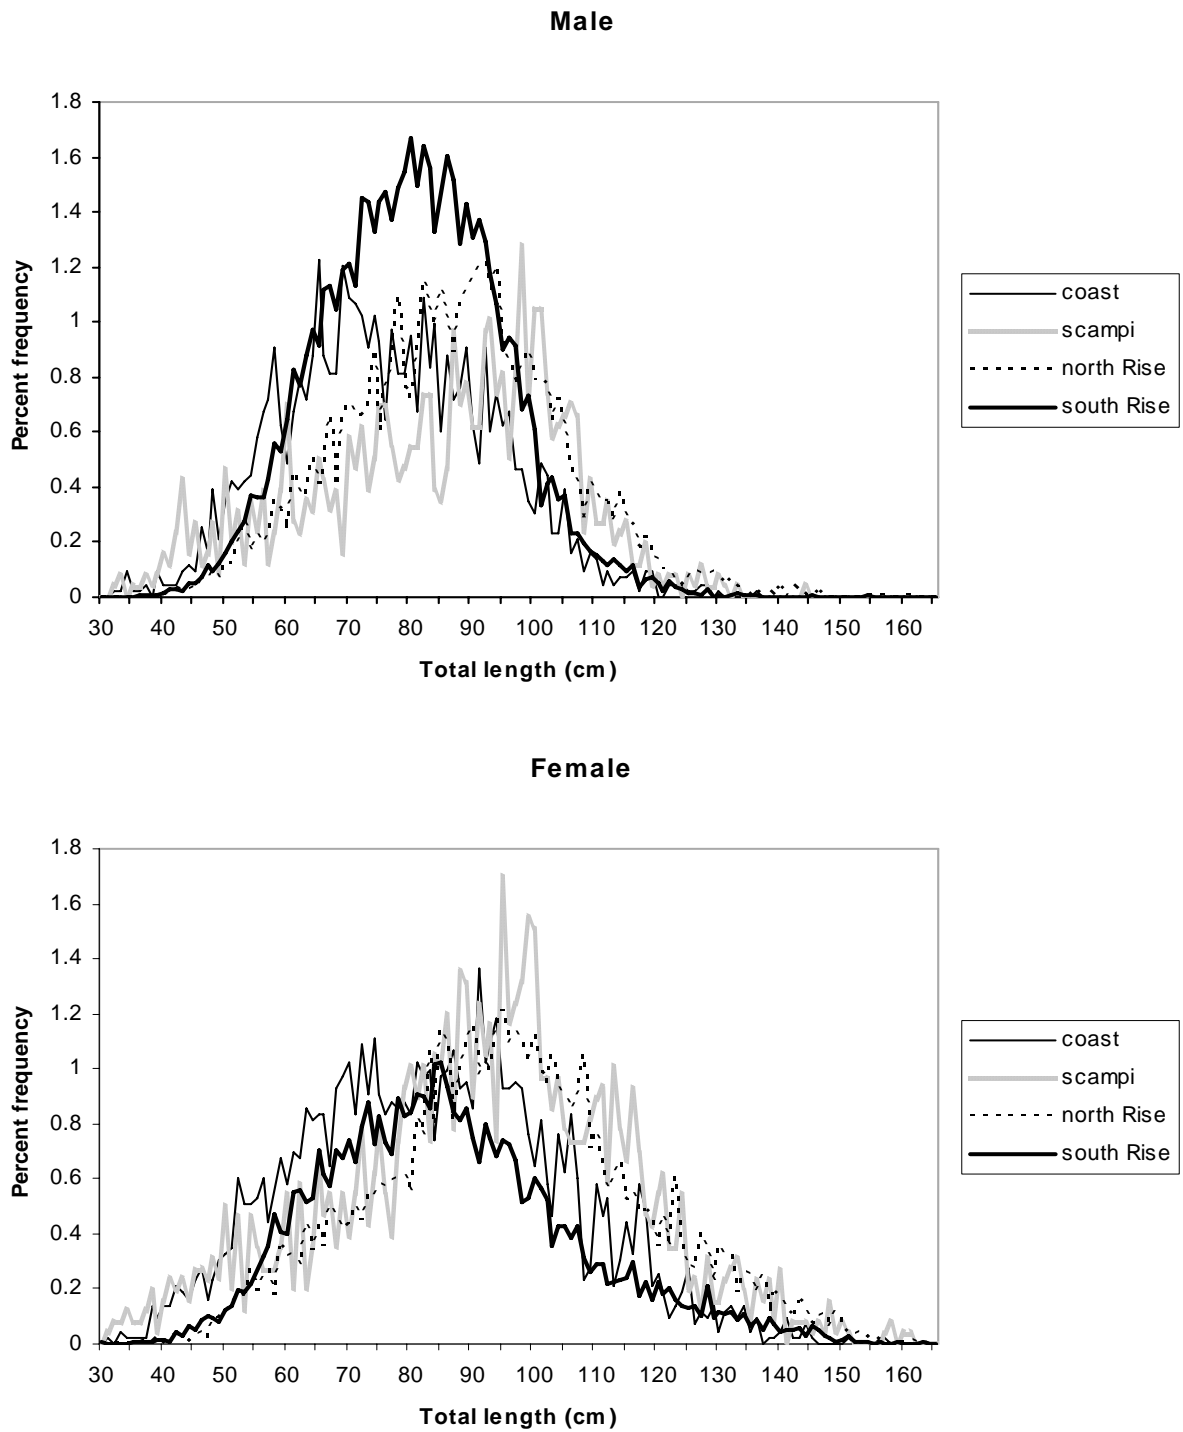 Male
1.8
1.6
1.4
1.2
1
0.8
0.6
0.4
0.2
0
Percent frequency
30 40 50 60 70 80 90 100 110 120 130 140 150 160
Total length (cm)
coast
scampi
north Rise
south Rise
Female
1.8
1.6
1.4
1.2
1
0.8
0.6
0.4
0.2
0
Percent frequency
30 40 50 60 70 80 90 100 110 120 130 140 150 160
Total length (cm)
coast
scampi
north Rise
south Rise